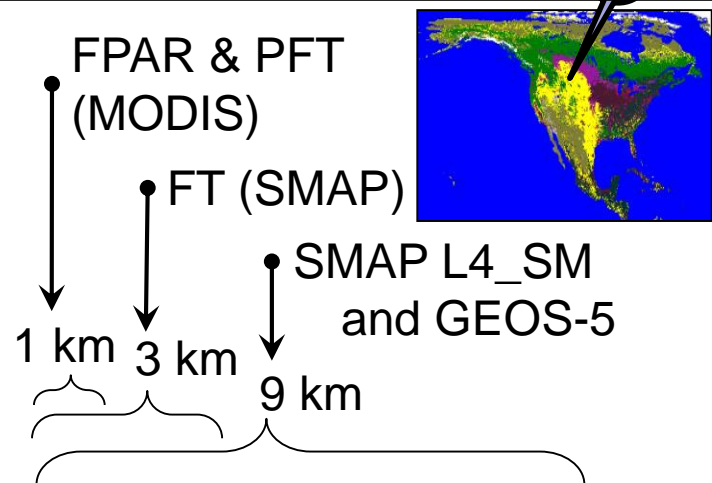 FPAR & PFT
(MODIS)
FT (SMAP)
SMAP L4_SM
and GEOS-5
1 km
3 km
9 km